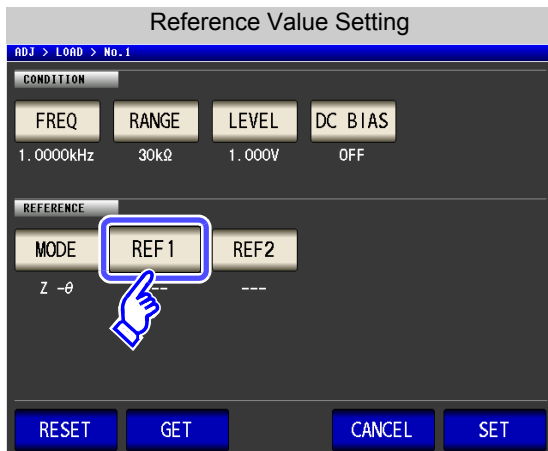 Reference Value Setting
ADJ > LOAD > No.1
CONDITION
FREQ RANGE LEVEL DC BIAS
1.0000kHz 30kΩ 1.000V OFF
REFERENCE
MODE REF1 REF2
Z -θ --- ---
RESET GET CANCEL SET